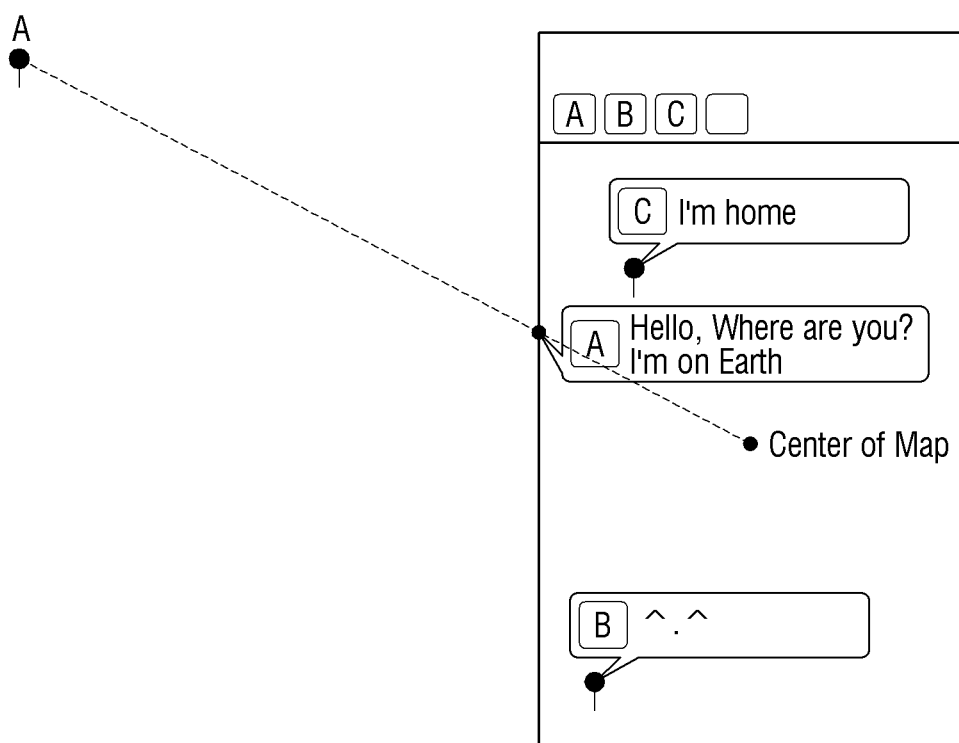 A
A B C
C I'm home
A Hello, Where are you?
I'm on Earth
Center of Map
B ^.^